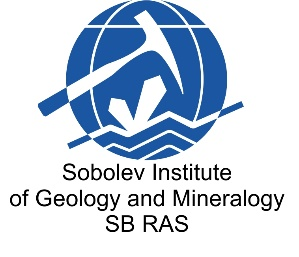 Sobolev Institute
of Geology and Mineralogy
SB RAS